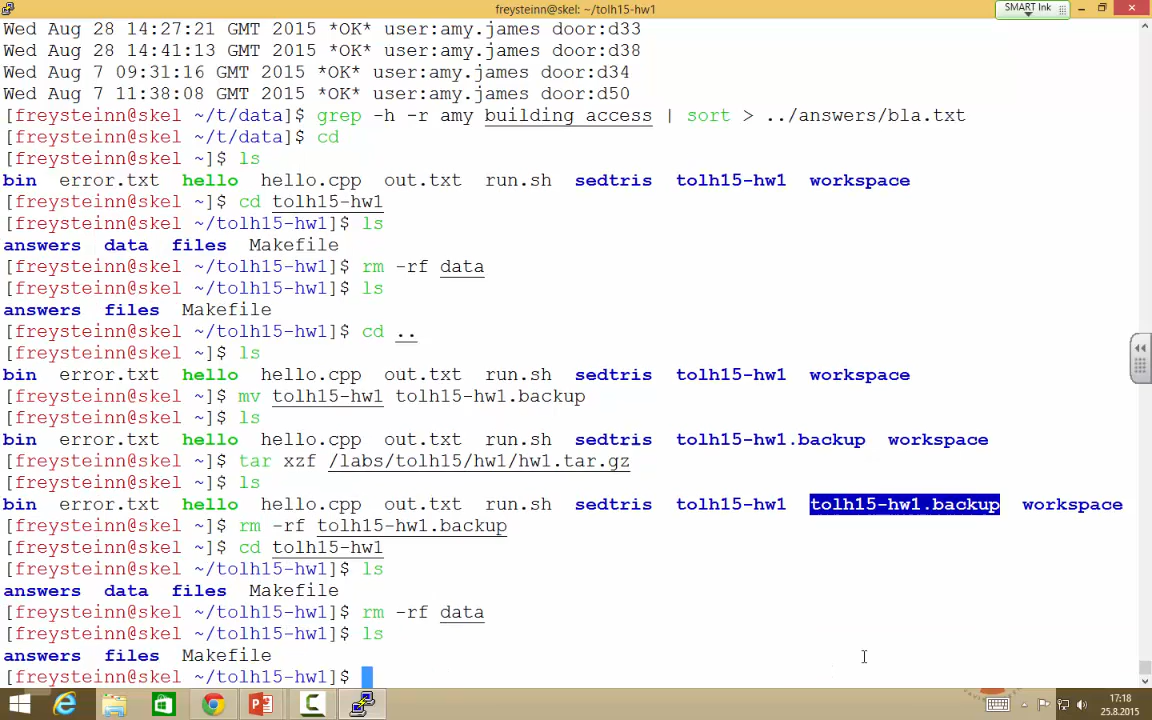 freysteinn@skel: ~/tolh15-hw1
SMART Ink
Wed Aug 28 14:27:21 GMT 2015 *OK* user:amy.james door:d33
Wed Aug 28 14:41:13 GMT 2015 *OK* user:amy.james door:d38
Wed Aug 7 09:31:16 GMT 2015 *OK* user:amy.james door:d34
Wed Aug 7 11:38:08 GMT 2015 *OK* user:amy.james door:d50
[freysteinn@skel ~/t/data]$ grep -h -r amy building_access | sort > ../answers/bla.txt
[freysteinn@skel ~/t/data]$ cd
[freysteinn@skel ~]$ ls
bin error.txt hello hello.cpp out.txt run.sh sedtris tolh15-hw1 workspace
[freysteinn@skel ~]$ cd tolh15-hw1
[freysteinn@skel ~/tolh15-hw1]$ ls
answers data files Makefile
[freysteinn@skel ~/tolh15-hw1]$ rm -rf data
[freysteinn@skel ~/tolh15-hw1]$ ls
answers files Makefile
[freysteinn@skel ~/tolh15-hw1]$ cd ..
[freysteinn@skel ~]$ ls
bin error.txt hello hello.cpp out.txt run.sh sedtris tolh15-hw1 workspace
[freysteinn@skel ~]$ mv tolh15-hw1 tolh15-hw1.backup
[freysteinn@skel ~]$ ls
bin error.txt hello hello.cpp out.txt run.sh sedtris tolh15-hw1.backup workspace
[freysteinn@skel ~]$ tar xzf /labs/tolh15/hw1/hw1.tar.gz
[freysteinn@skel ~]$ ls
bin error.txt hello hello.cpp out.txt run.sh sedtris tolh15-hw1 tolh15-hw1.backup workspace
[freysteinn@skel ~]$ rm -rf tolh15-hw1.backup
[freysteinn@skel ~]$ cd tolh15-hw1
[freysteinn@skel ~/tolh15-hw1]$ ls
answers data files Makefile
[freysteinn@skel ~/tolh15-hw1]$ rm -rf data
[freysteinn@skel ~/tolh15-hw1]$ ls
answers files Makefile
[freysteinn@skel ~/tolh15-hw1]$
17:18
25.8.2015